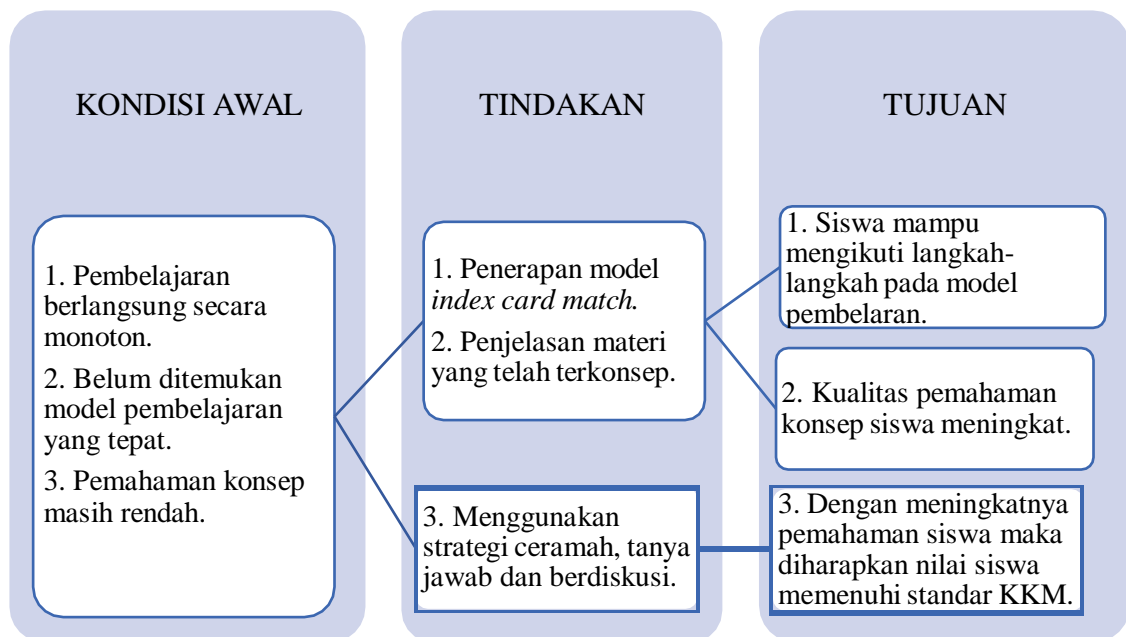 KONDISI AWAL
1. Pembelajaran
berlangsung secara
monoton.
2. Belum ditemukan
model pembelajaran
yang tepat.
3. Pemahaman konsep
masih rendah.
TINDAKAN
1. Penerapan model
index card match.
2. Penjelasan materi
yang telah terkonsep.
3. Menggunakan
strategi ceramah, tanya
jawab dan berdiskusi.
TUJUAN
1. Siswa mampu
mengikuti langkah-
langkah pada model
pembelaran.
2. Kualitas pemahaman
konsep siswa meningkat.
3. Dengan meningkatnya
pemahaman siswa maka
diharapkan nilai siswa
memenuhi standar KKM.